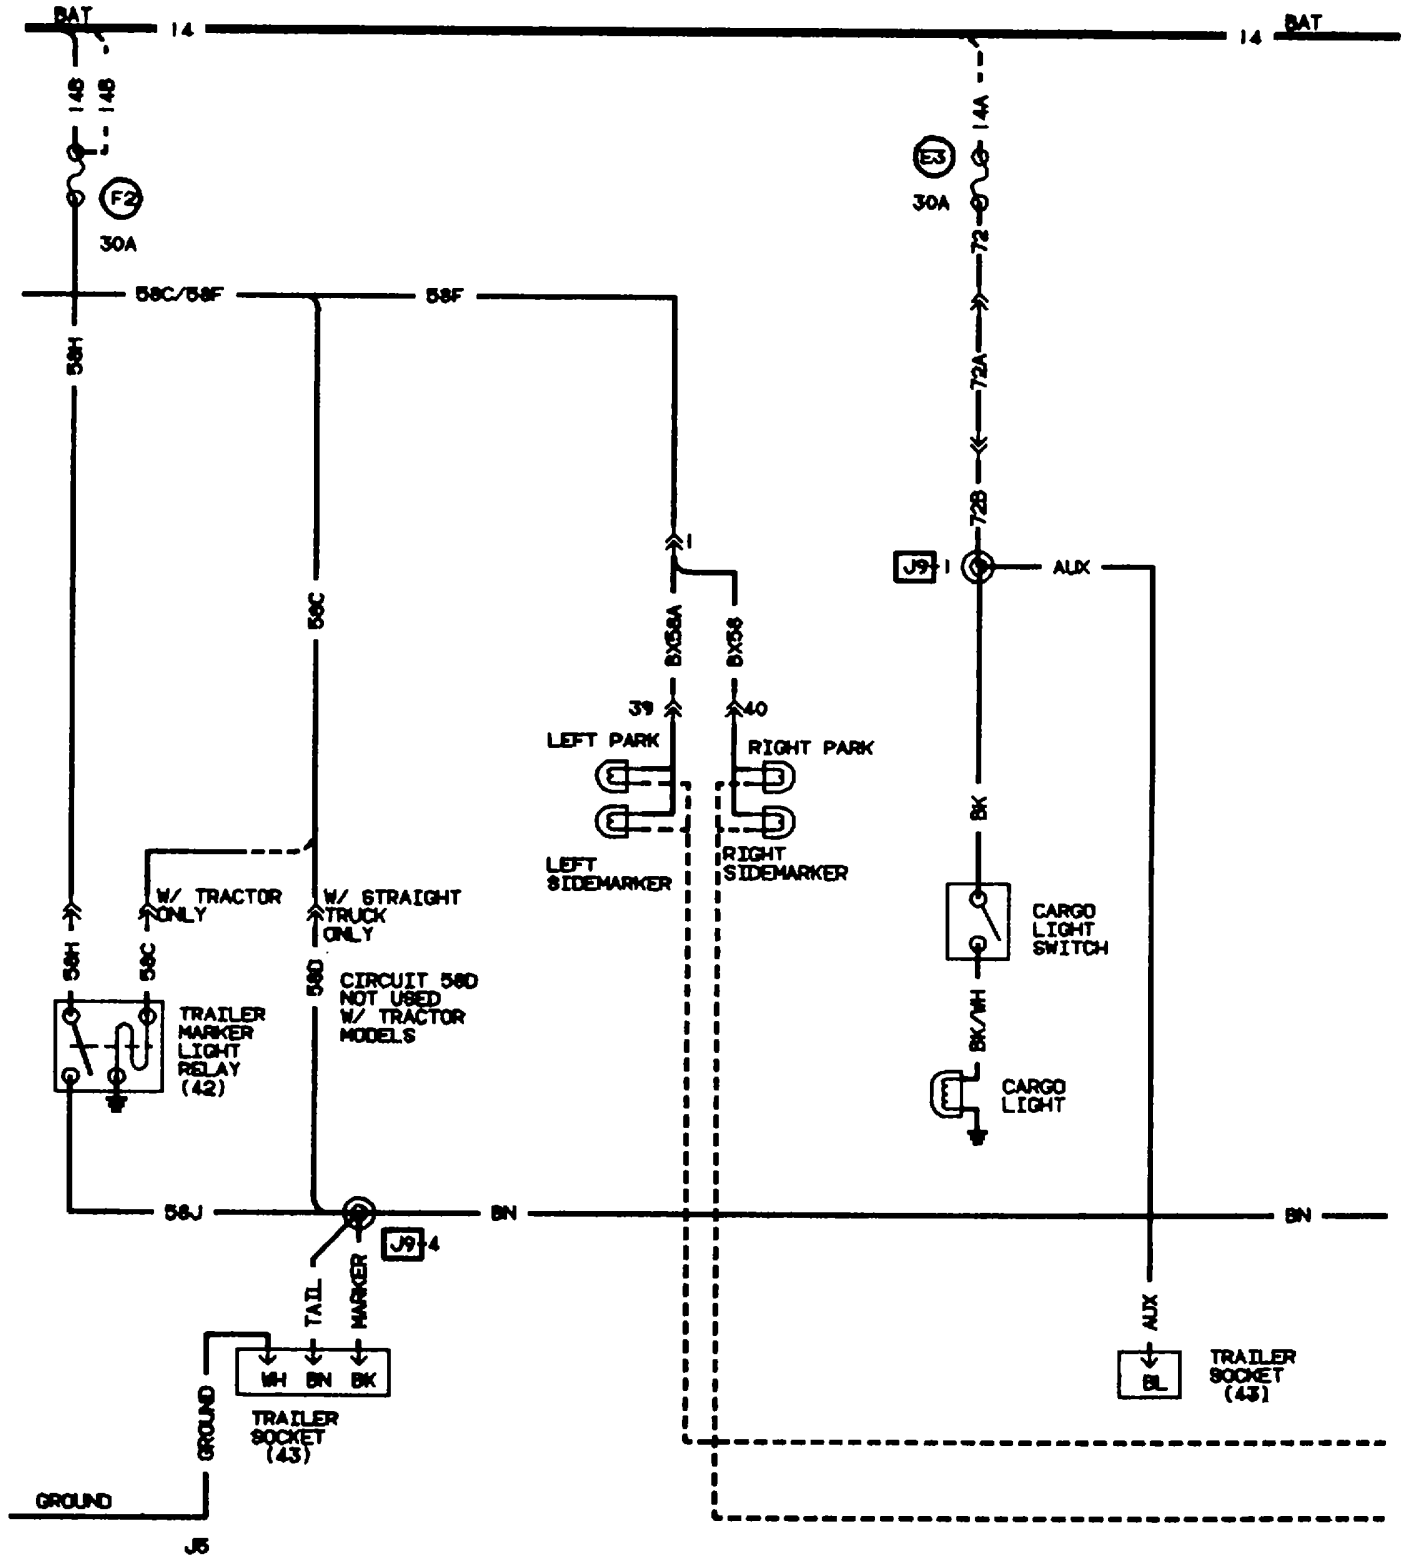 BAT
14
14
BAT
14B
14B
14A
E3
F2
30A
30A
72
58C/58F
58F
58H
72A
72B
1
J9-1
AUX
58C
BX58A
BX58
39
40
LEFT PARK
RIGHT PARK
BK
LEFT
SIDEMARKER
RIGHT
SIDEMARKER
W/ TRACTOR
ONLY
W/ STRAIGHT
TRUCK
ONLY
CARGO
LIGHT
SWITCH
58H
58C
58D
CIRCUIT 58D
NOT USED
W/ TRACTOR
MODELS
BK/WH
TRAILER
MARKER
LIGHT
RELAY
(42)
CARGO
LIGHT
58J
BN
BN
J9-4
TAIL
MARKER
AUX
WH
BN
BK
BL
TRAILER
SOCKET
(43)
GROUND
TRAILER
SOCKET
(43)
GROUND
J5